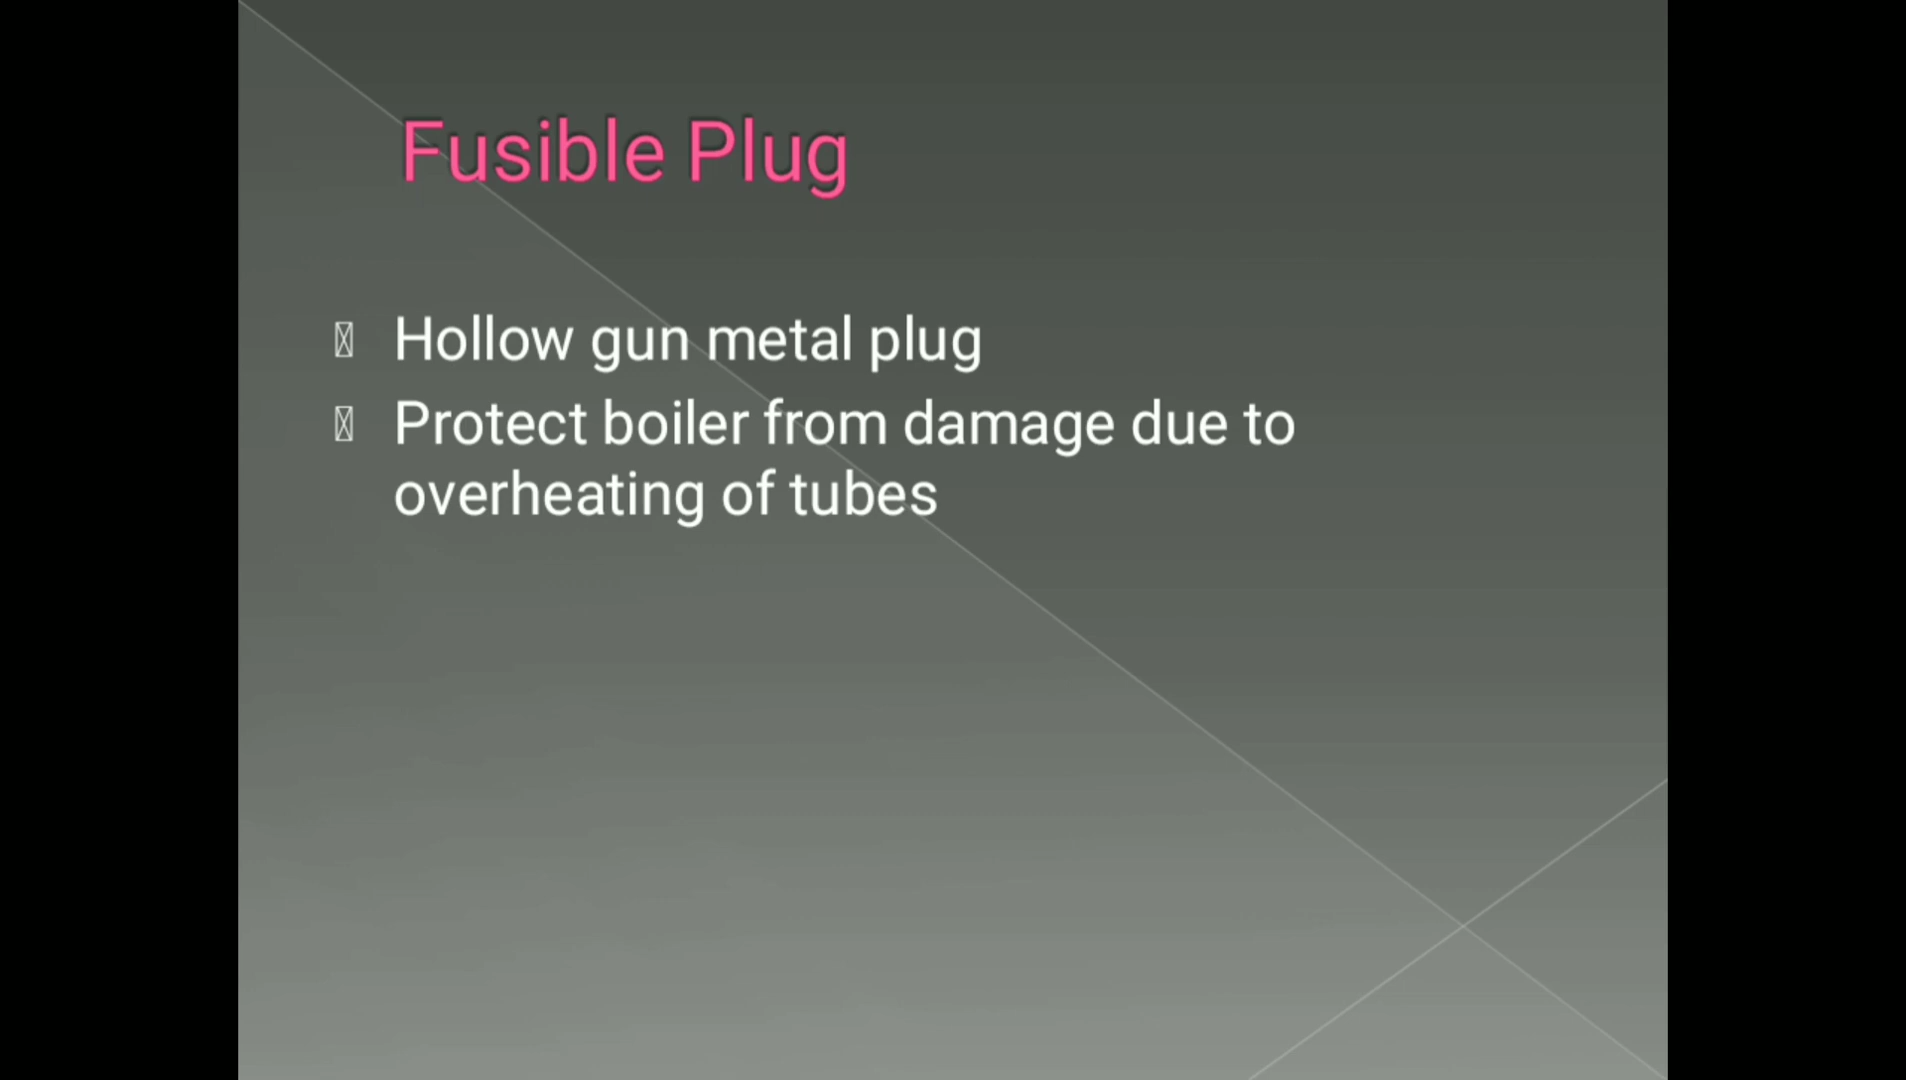 Fusible Plug
Hollow gun metal plug
Protect boiler from damage due to
overheating of tubes